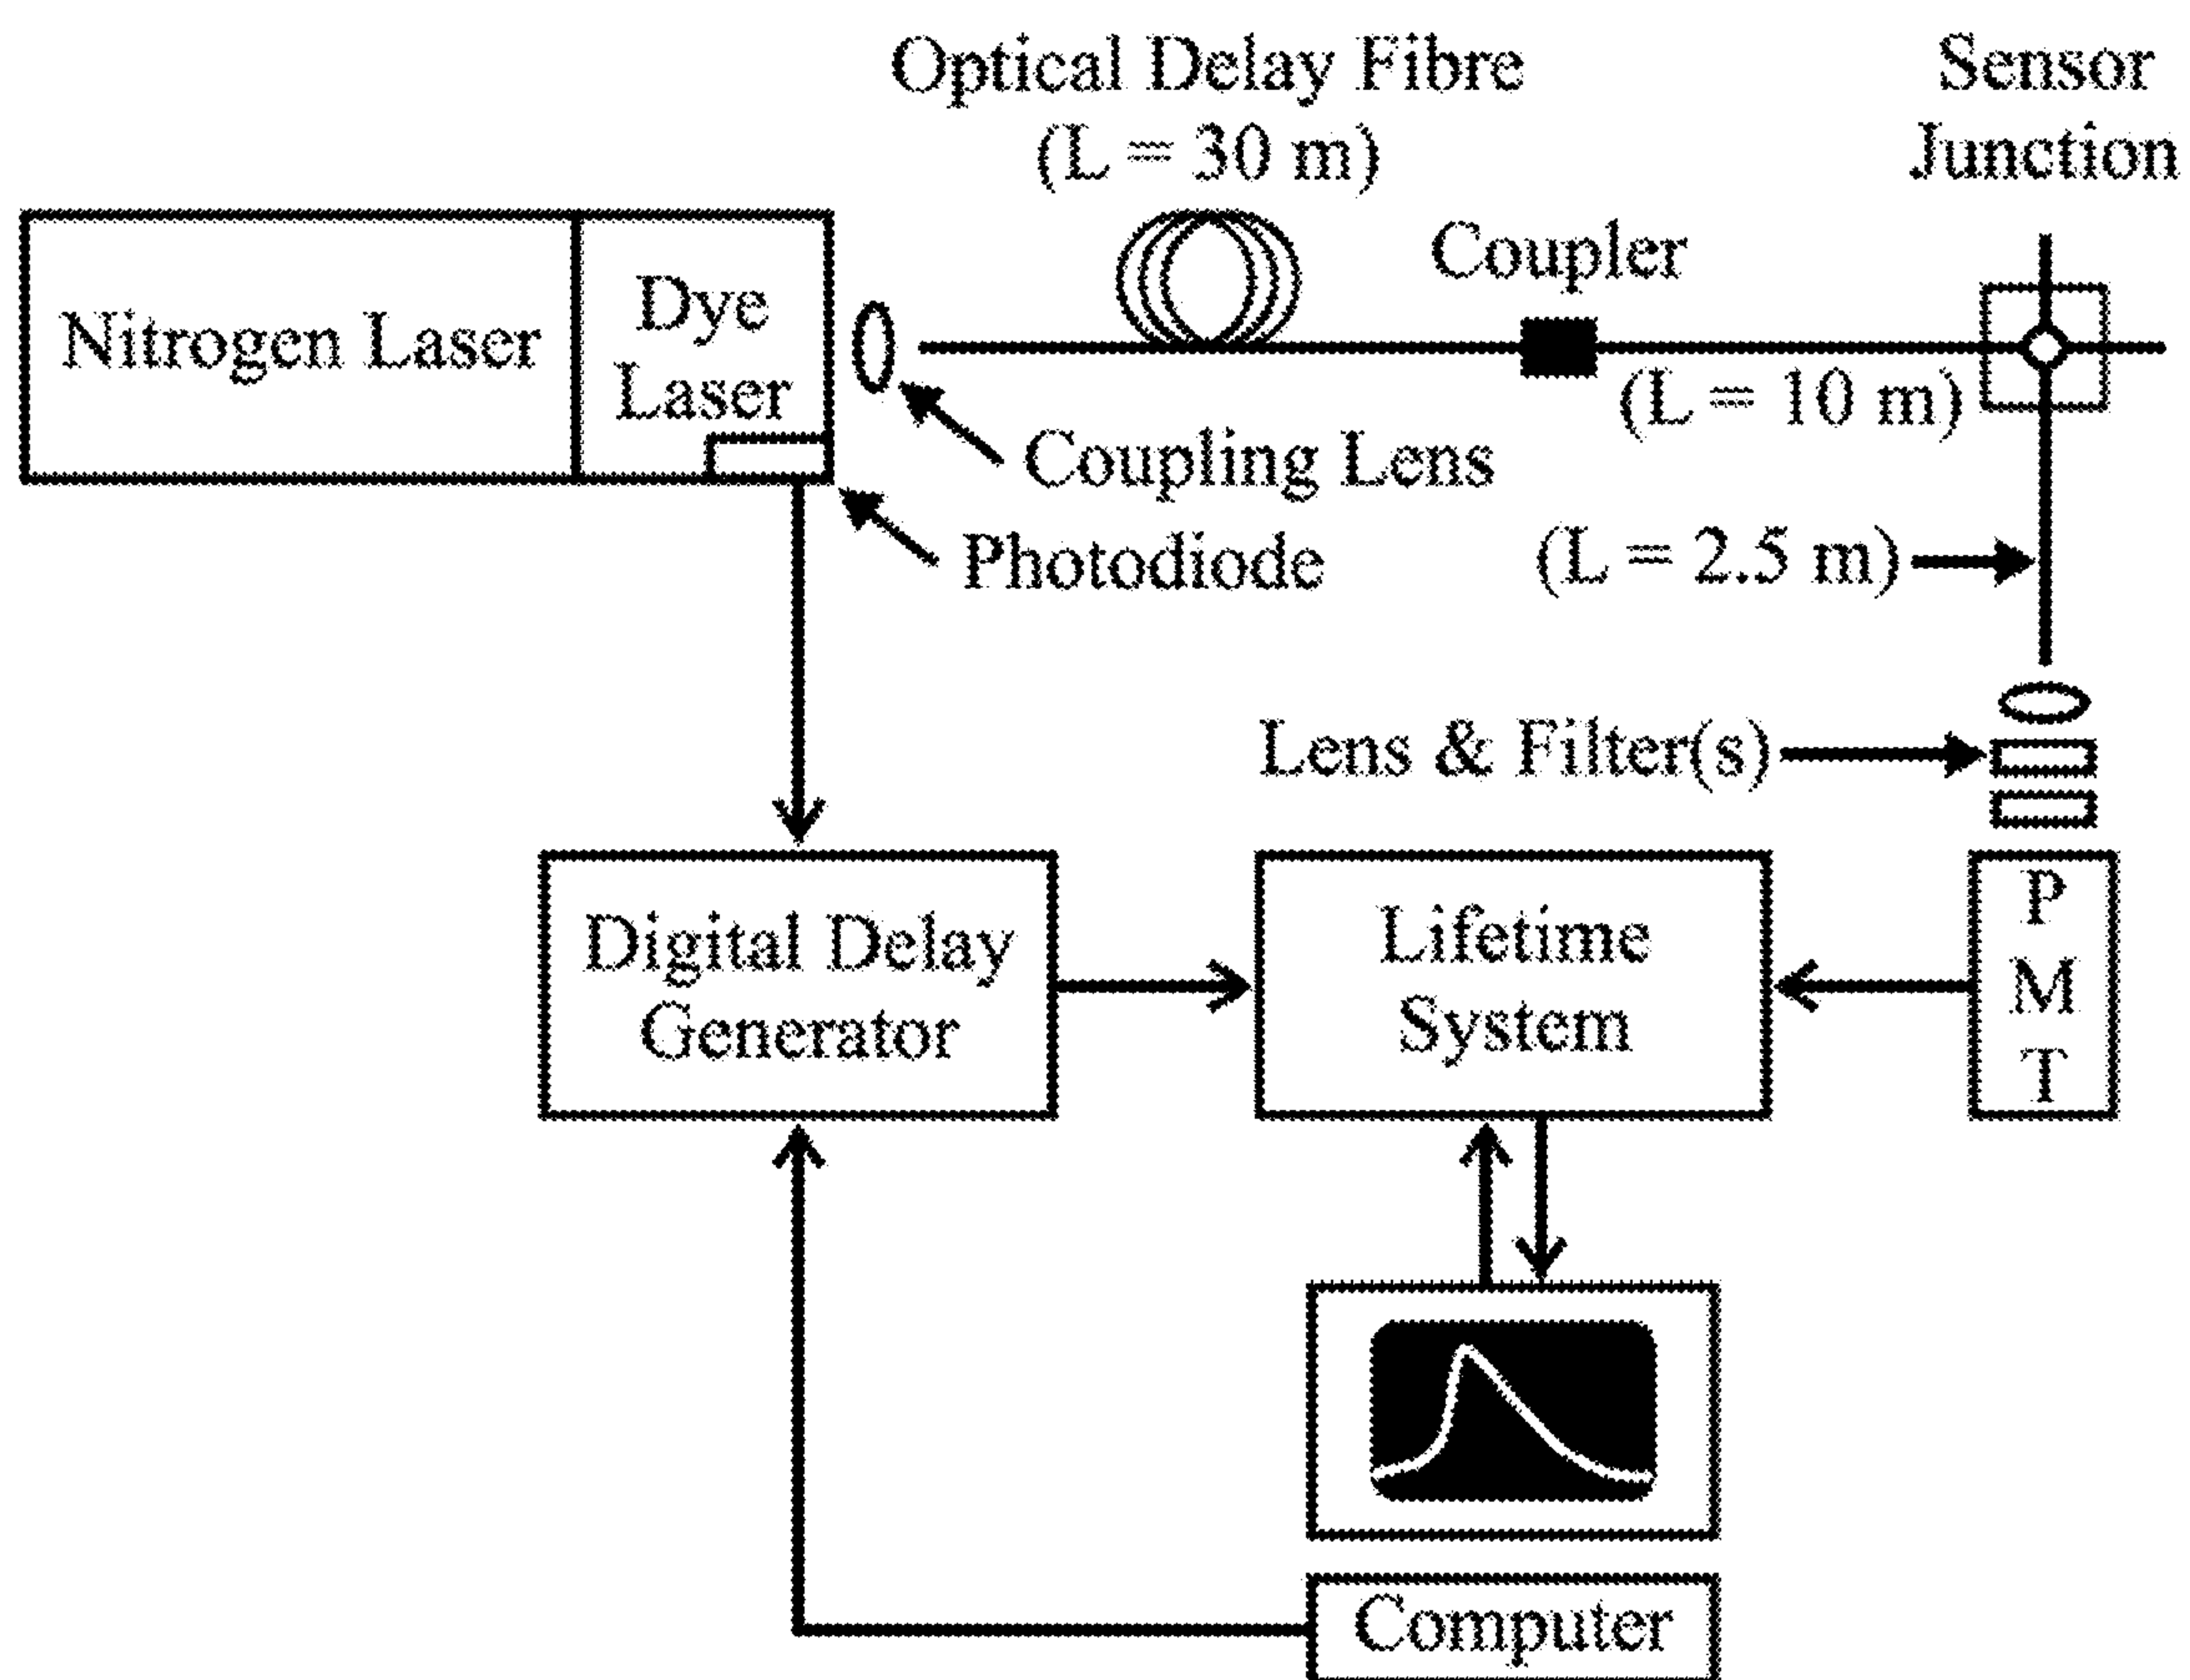 Optical Delay Fibre
(L = 30 m)
Sensor
Junction
Coupler
Nitrogen Laser
Dye
Laser
(L = 10 m)
Coupling Lens
Photodiode
(L = 2.5 m)
Lens & Filter(s)
Digital Delay
Generator
Lifetime
System
P
M
T
Computer